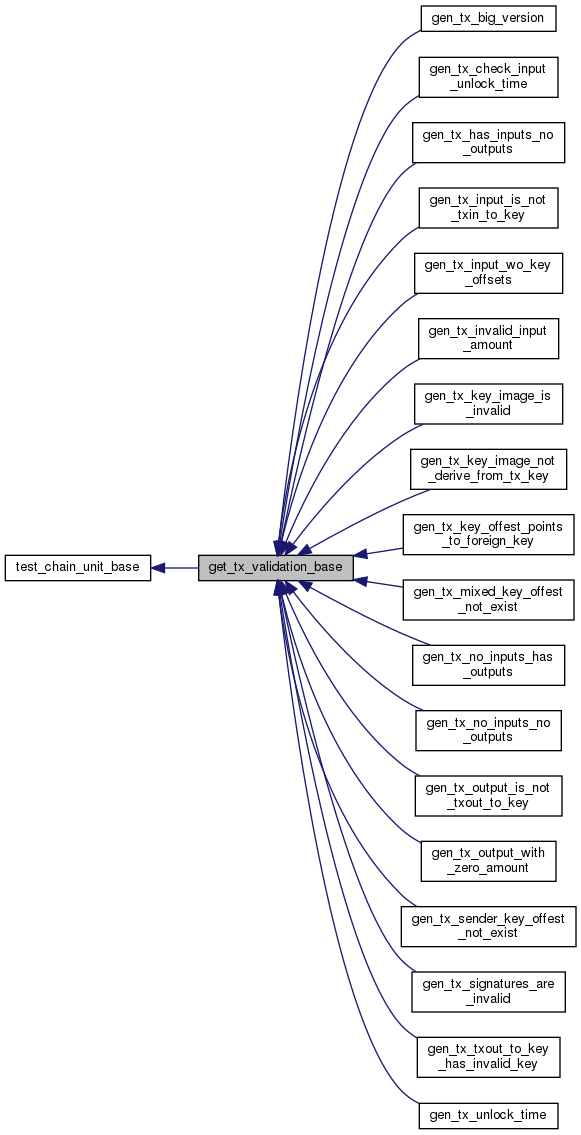 gen_tx_big_version
gen_tx_check_input
_unlock_time
gen_tx_has_inputs_no
_outputs
gen_tx_input_is_not
_txin_to_key
gen_tx_input_wo_key
_offsets
gen_tx_invalid_input
_amount
gen_tx_key_image_is
_invalid
gen_tx_key_image_not
_derive_from_tx_key
gen_tx_key_offest_points
_to_foreign_key
test_chain_unit_base
get_tx_validation_base
gen_tx_mixed_key_offest
_not_exist
gen_tx_no_inputs_has
_outputs
gen_tx_no_inputs_no
_outputs
gen_tx_output_is_not
_txout_to_key
gen_tx_output_with
_zero_amount
gen_tx_sender_key_offest
_not_exist
gen_tx_signatures_are
_invalid
gen_tx_txout_to_key
_has_invalid_key
gen_tx_unlock_time